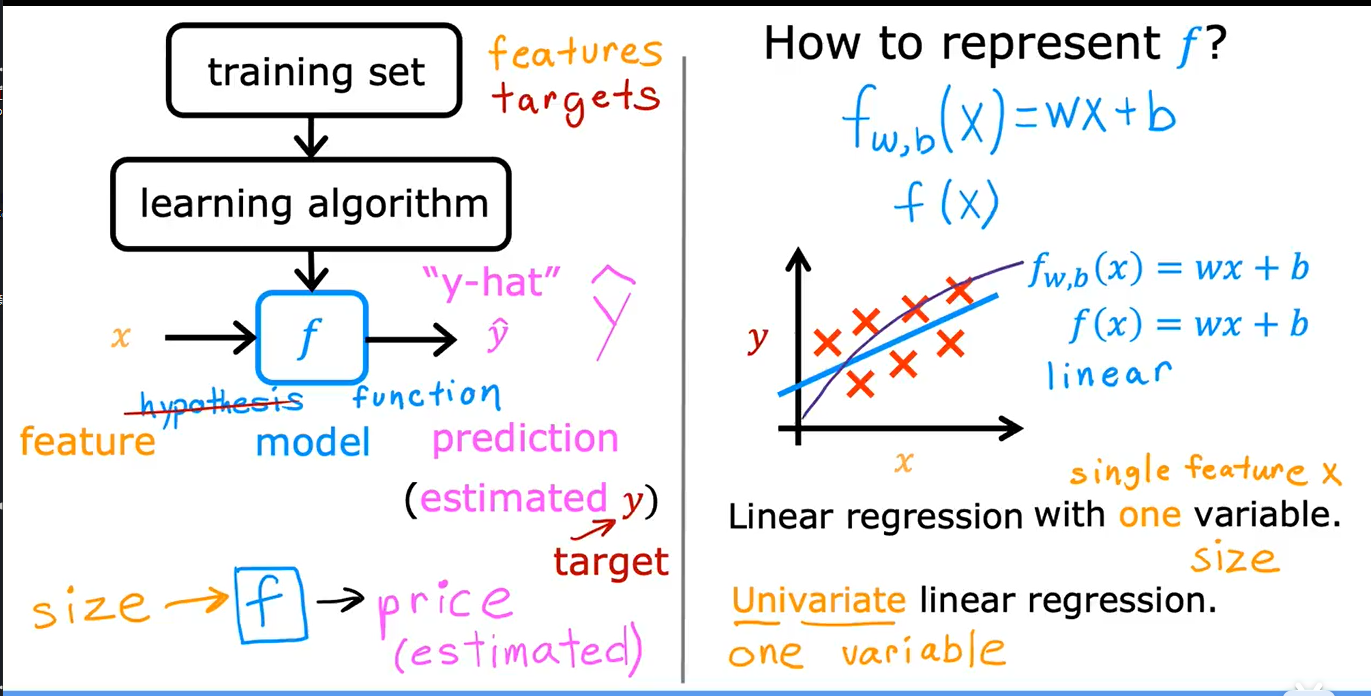 training set
features
targets
learning algorithm
"y-hat"
x
f
ŷ
ŷ
hypothesis function
feature
model
prediction
(estimated y)
target
size → f → price
(estimated)
How to represent f?
f_{w,b}(x) = wx + b
f(x)
f_{w,b}(x) = wx + b
f(x) = wx + b
linear
y
x
single feature x
Linear regression with one variable.
size
Univariate linear regression.
one variable